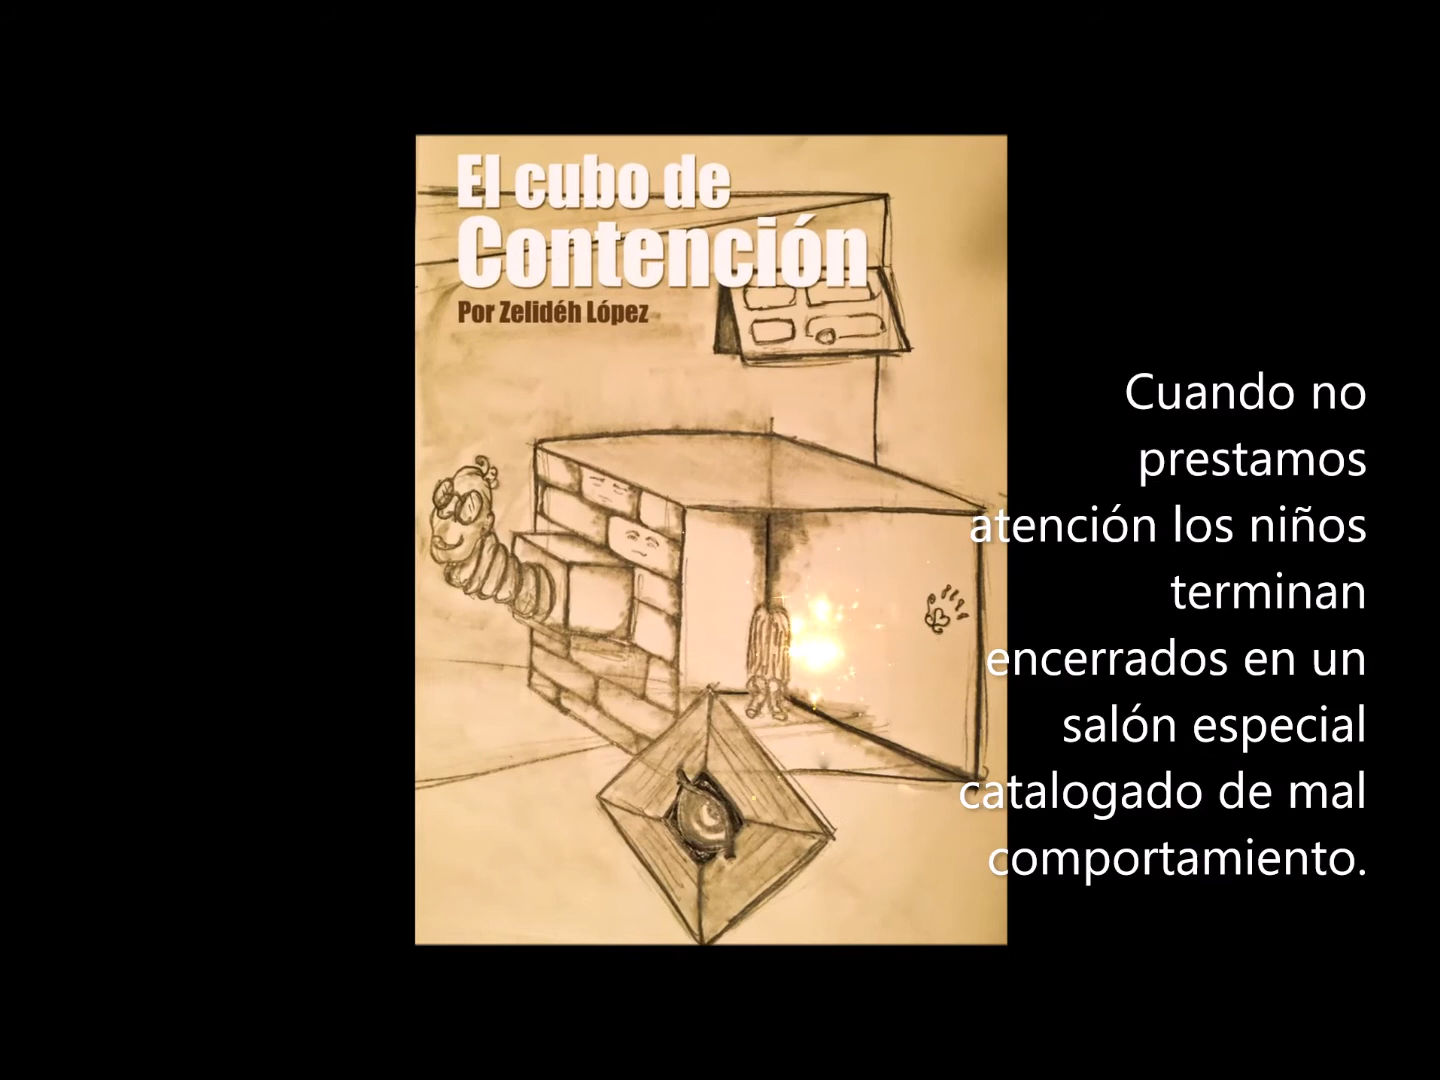 El cubo de
Contención
Por Zelidéh López
Cuando no
prestamos
atención los niños
terminan
encerrados en un
salón especial
catalogado de mal
comportamiento.